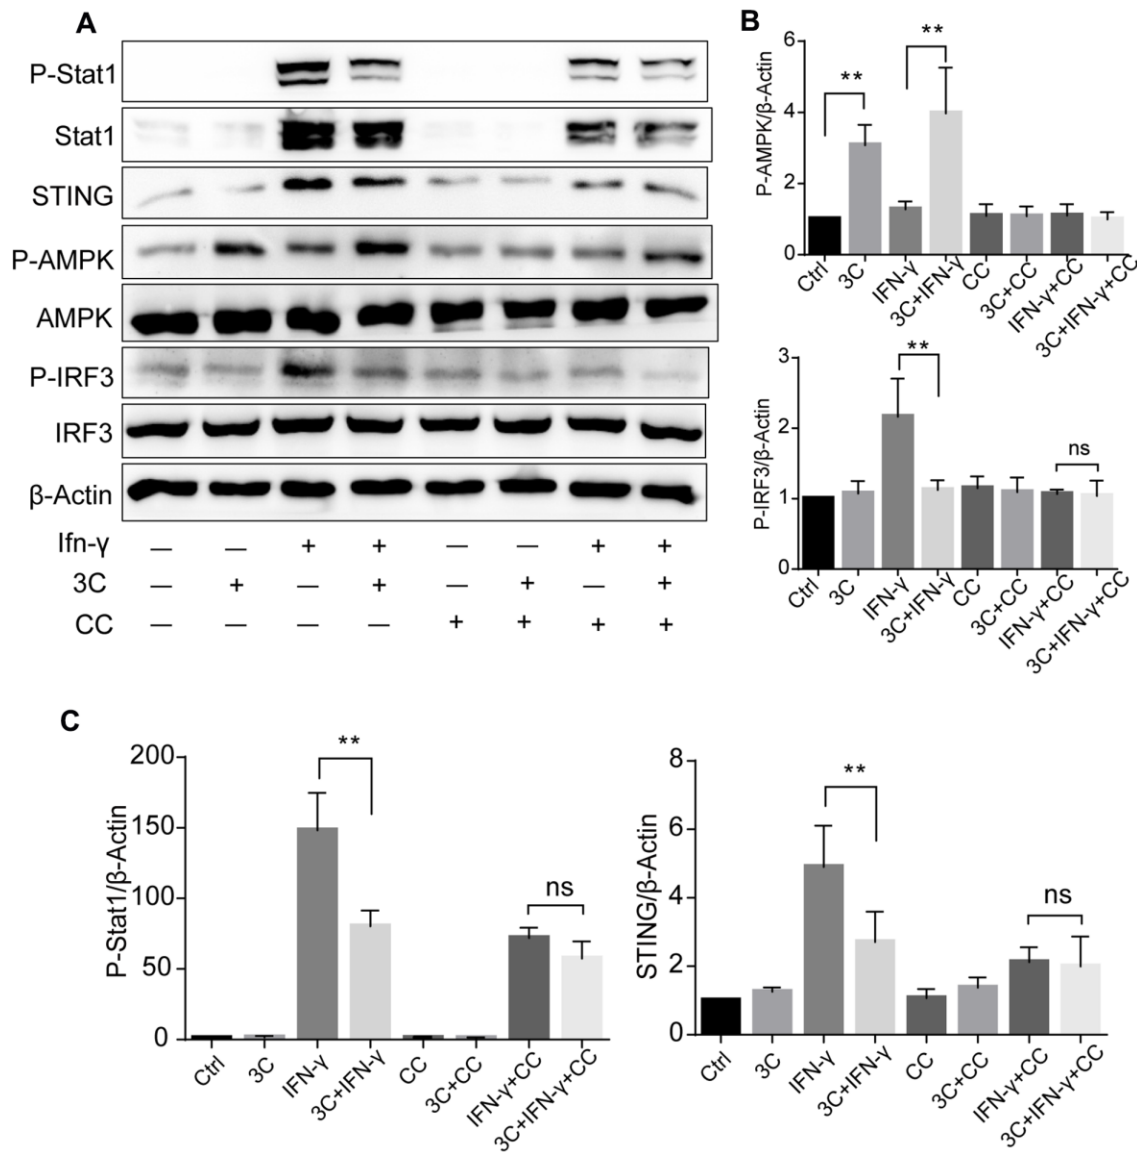 A
P-Stat1
Stat1
STING
P-AMPK
AMPK
P-IRF3
IRF3
β-Actin
Ifn-γ — — + + — — + +
3C — + — + — + — +
CC — — — — + + + +
B
P-AMPK/β-Actin
6
4
2
0
** **
Ctrl 3C IFN-γ 3C+IFN-γ CC 3C+CC IFN-γ+CC 3C+IFN-γ+CC
P-IRF3/β-Actin
3
2
1
0
** ns
Ctrl 3C IFN-γ 3C+IFN-γ CC 3C+CC IFN-γ+CC 3C+IFN-γ+CC
C
P-Stat1/β-Actin
200
150
100
50
0
** ns
Ctrl 3C IFN-γ 3C+IFN-γ CC 3C+CC IFN-γ+CC 3C+IFN-γ+CC
STING/β-Actin
8
6
4
2
0
** ns
Ctrl 3C IFN-γ 3C+IFN-γ CC 3C+CC IFN-γ+CC 3C+IFN-γ+CC